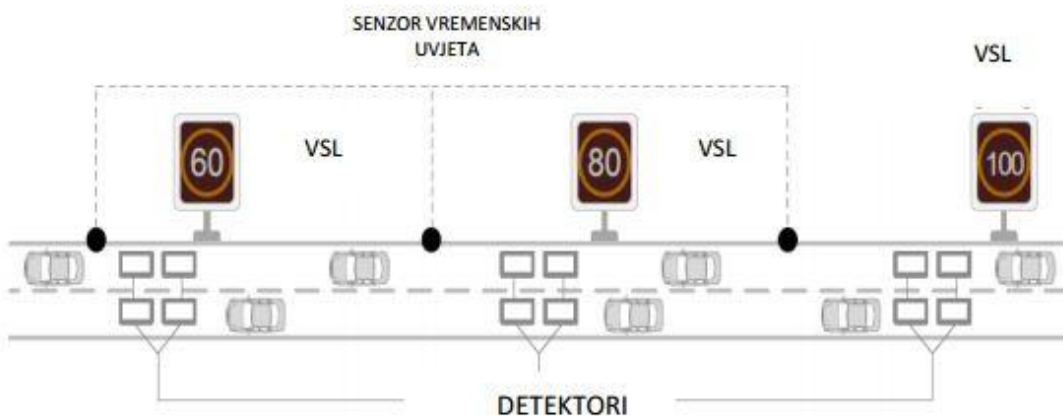 SENZOR VREMENSKIH
UVJETA
VSL
60
VSL
80
VSL
100
DETEKTORI